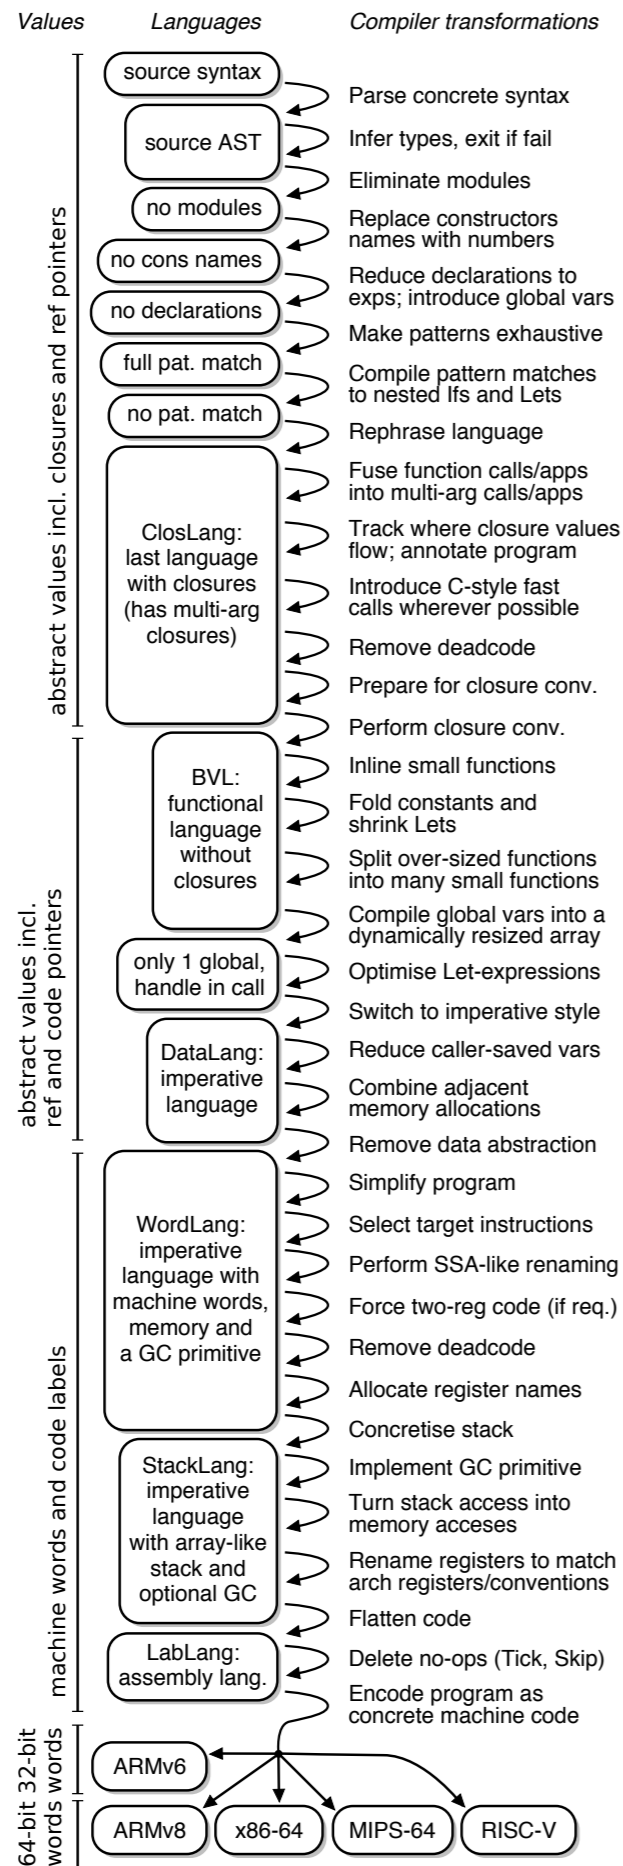 Values Languages Compiler transformations
source syntax
Parse concrete syntax
source AST
Infer types, exit if fail
Eliminate modules
no modules
Replace constructors
names with numbers
no cons names
Reduce declarations to
exps; introduce global vars
no declarations
Make patterns exhaustive
full pat. match
Compile pattern matches
to nested Ifs and Lets
no pat. match
Rephrase language
abstract values incl. closures and ref pointers
ClosLang:
last language
with closures
(has multi-arg
closures)
Fuse function calls/apps
into multi-arg calls/apps
Track where closure values
flow; annotate program
Introduce C-style fast
calls wherever possible
Remove deadcode
Prepare for closure conv.
Perform closure conv.
abstract values incl.
ref and code pointers
BVL:
functional
language
without
closures
Inline small functions
Fold constants and
shrink Lets
Split over-sized functions
into many small functions
Compile global vars into a
dynamically resized array
only 1 global,
handle in call
Optimise Let-expressions
Switch to imperative style
DataLang:
imperative
language
Reduce caller-saved vars
Combine adjacent
memory allocations
Remove data abstraction
machine words and code labels
WordLang:
imperative
language with
machine words,
memory and
a GC primitive
Simplify program
Select target instructions
Perform SSA-like renaming
Force two-reg code (if req.)
Remove deadcode
Allocate register names
Concretise stack
StackLang:
imperative
language
with array-like
stack and
optional GC
Implement GC primitive
Turn stack access into
memory acceses
Rename registers to match
arch registers/conventions
Flatten code
LabLang:
assembly lang.
Delete no-ops (Tick, Skip)
Encode program as
concrete machine code
32-bit
words
ARMv6
64-bit
words
ARMv8 x86-64 MIPS-64 RISC-V